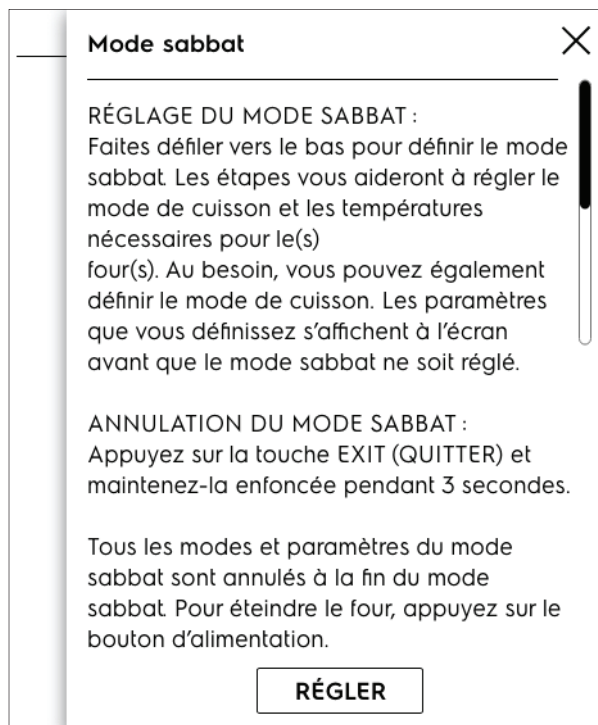 Mode sabbat
RÉGLAGE DU MODE SABBAT :
Faites défiler vers le bas pour définir le mode
sabbat. Les étapes vous aideront à régler le
mode de cuisson et les températures
nécessaires pour le(s)
four(s). Au besoin, vous pouvez également
définir le mode de cuisson. Les paramètres
que vous définissez s’affichent à l’écran
avant que le mode sabbat ne soit réglé.
ANNULATION DU MODE SABBAT :
Appuyez sur la touche EXIT (QUITTER) et
maintenez-la enfoncée pendant 3 secondes.
Tous les modes et paramètres du mode
sabbat sont annulés à la fin du mode
sabbat. Pour éteindre le four, appuyez sur le
bouton d’alimentation.
RÉGLER